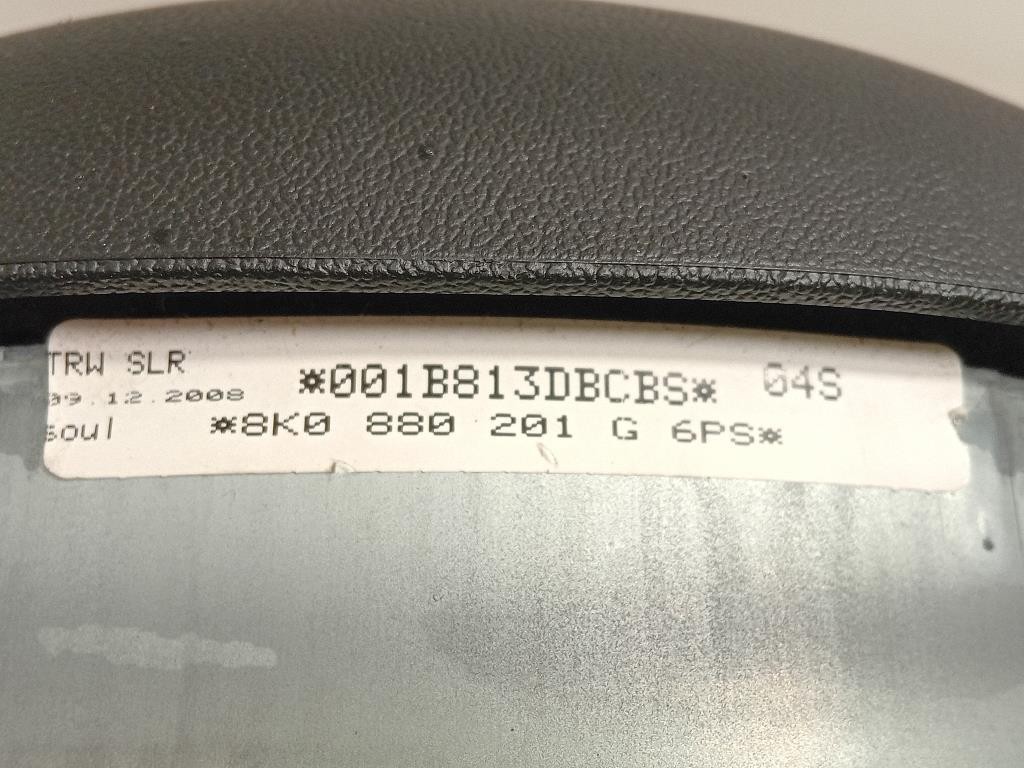 TRW SLR
*001B813DBCBS* 04S
09.12.2008
soul *8K0 880 201 G 6PS*